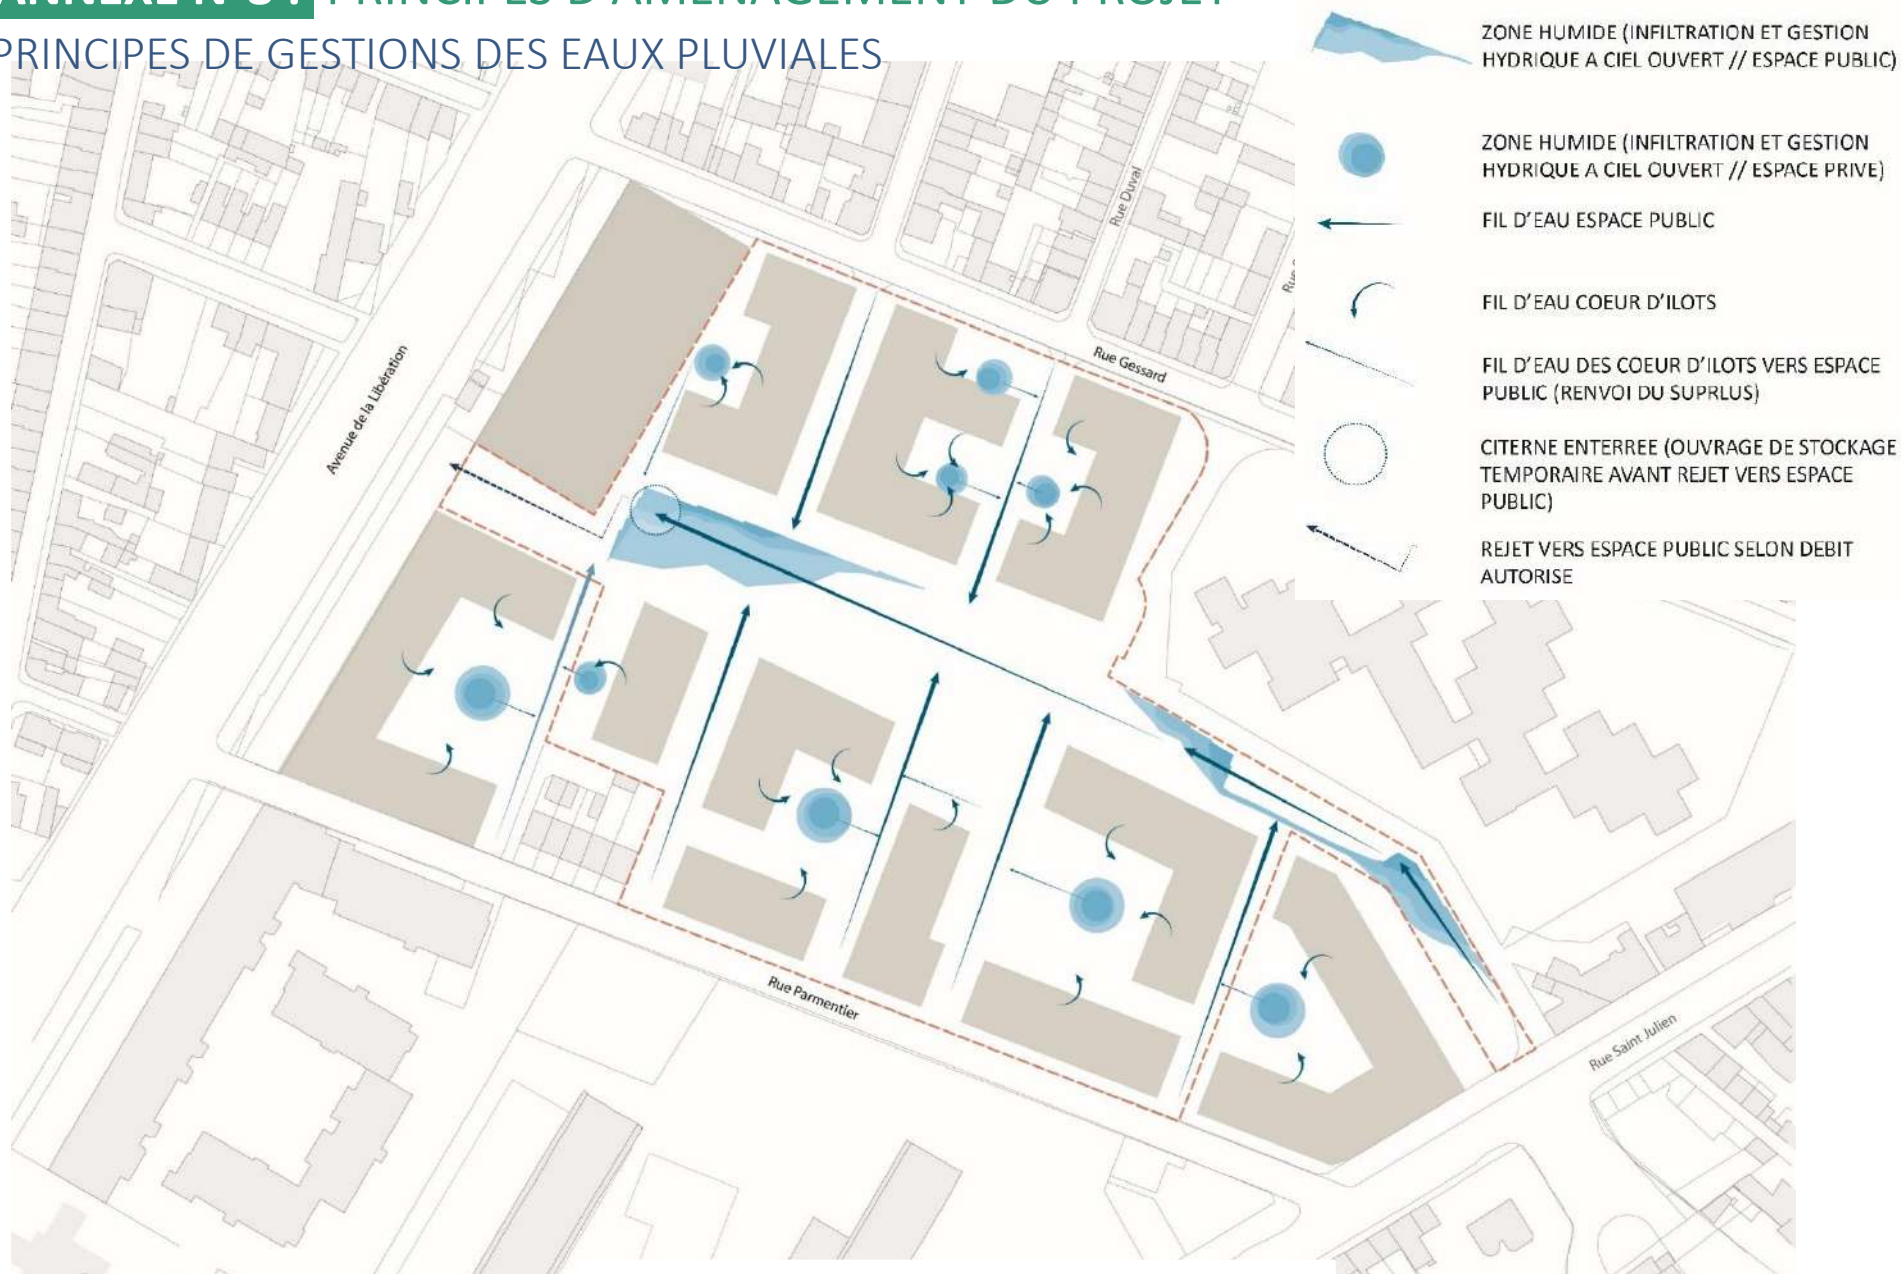 PRINCIPES D'AMÉNAGEMENT DU PROJET
PRINCIPES DE GESTIONS DES EAUX PLUVIALES
ZONE HUMIDE (INFILTRATION ET GESTION
HYDRIQUE A CIEL OUVERT // ESPACE PUBLIC)
ZONE HUMIDE (INFILTRATION ET GESTION
HYDRIQUE A CIEL OUVERT // ESPACE PRIVE)
FIL D'EAU ESPACE PUBLIC
FIL D'EAU COEUR D'ILOTS
FIL D'EAU DES COEUR D'ILOTS VERS ESPACE
PUBLIC (RENVOI DU SUPRLUS)
CITERNE ENTERREE (OUVRAGE DE STOCKAGE
TEMPORAIRE AVANT REJET VERS ESPACE
PUBLIC)
REJET VERS ESPACE PUBLIC SELON DEBIT
AUTORISE
Rue Duval
Rue Gessard
Avenue de la Libération
Rue Parmentier
Rue Saint Julien